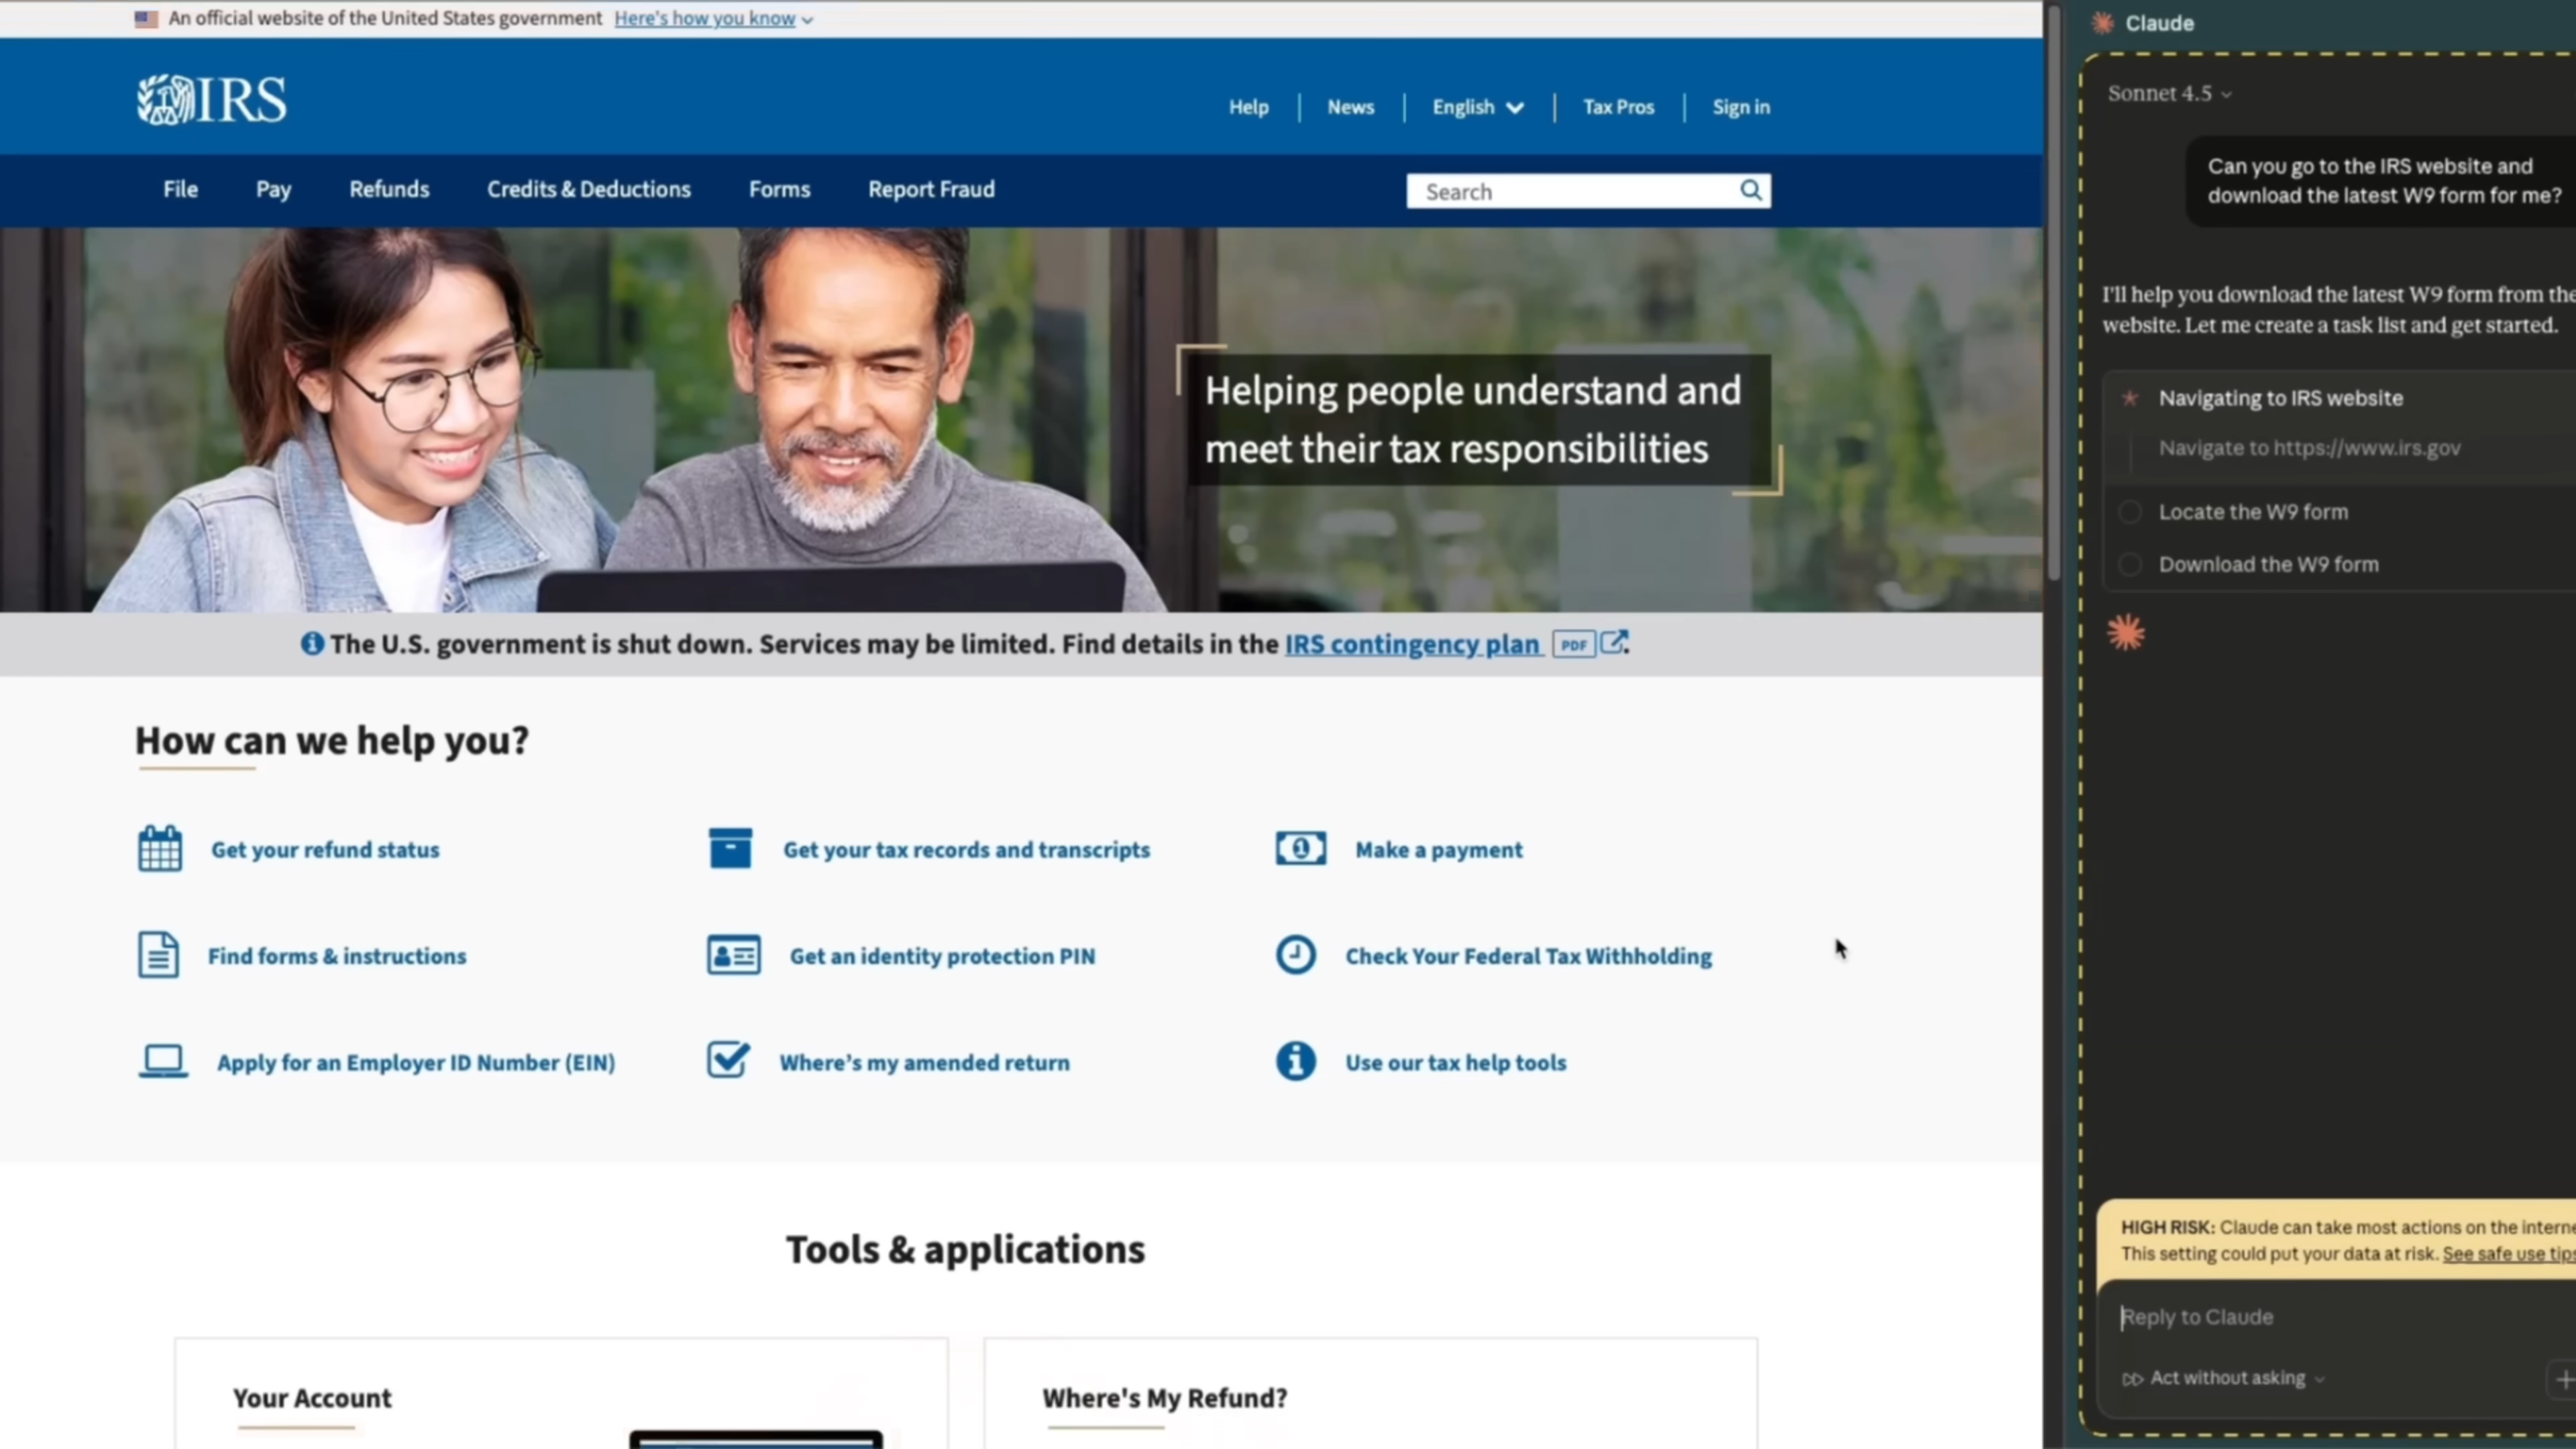 An official website of the United States government Here's how you know
IRS
Help
News
English
Tax Pros
Sign in
File
Pay
Refunds
Credits & Deductions
Forms
Report Fraud
Search
Helping people understand and
meet their tax responsibilities
The U.S. government is shut down. Services may be limited. Find details in the IRS contingency plan PDF.
How can we help you?
Get your refund status
Get your tax records and transcripts
Make a payment
Find forms & instructions
Get an identity protection PIN
Check Your Federal Tax Withholding
Apply for an Employer ID Number (EIN)
Where's my amended return
Use our tax help tools
Tools & applications
Your Account
Where's My Refund?
Claude
Sonnet 4.5
Can you go to the IRS website and
download the latest W9 form for me?
I'll help you download the latest W9 form from the
website. Let me create a task list and get started.
Navigating to IRS website
Navigate to https://www.irs.gov
Locate the W9 form
Download the W9 form
HIGH RISK: Claude can take most actions on the interne
This setting could put your data at risk. See safe use tips
Reply to Claude
Act without asking